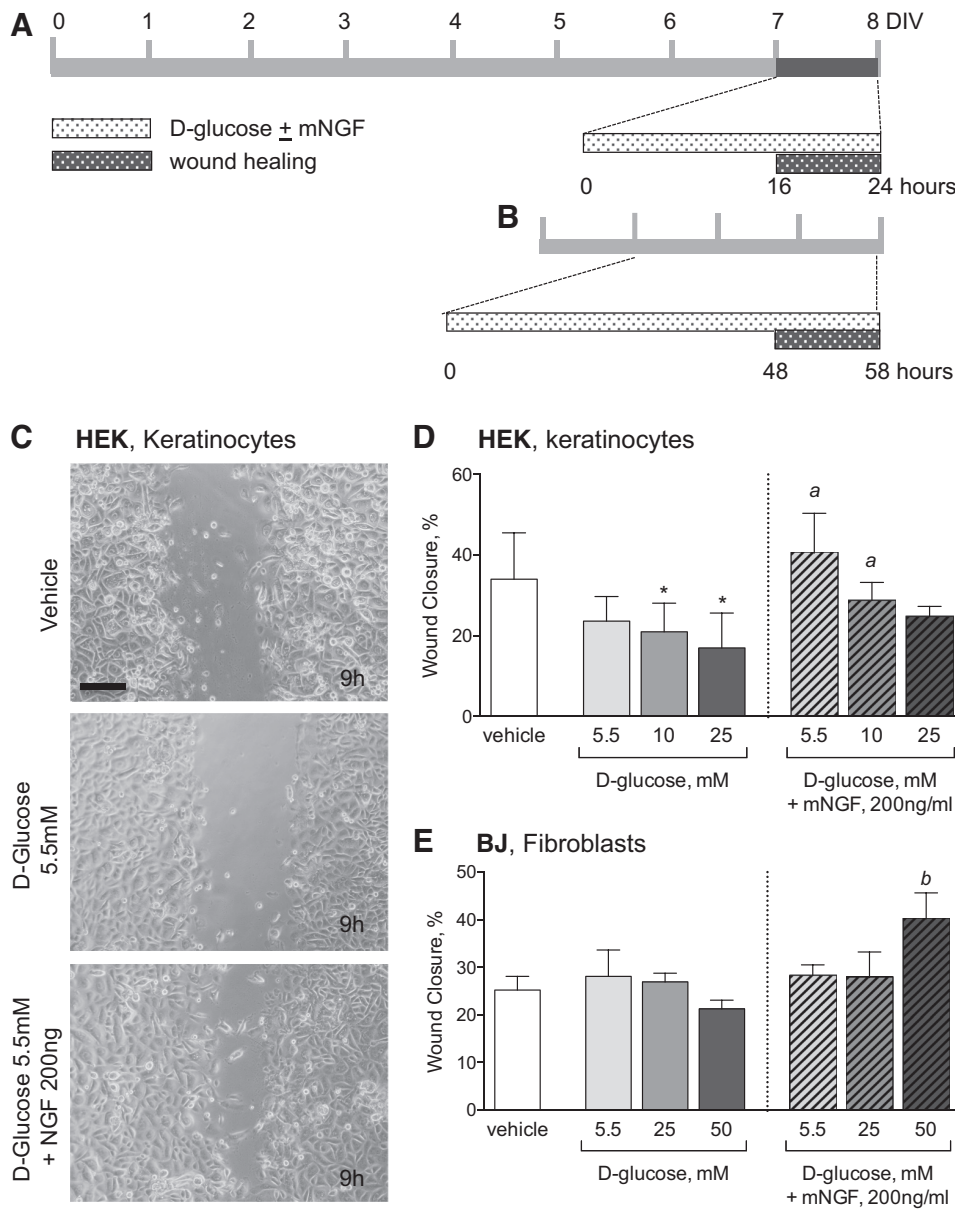 A
0 1 2 3 4 5 6 7 8 DIV
D-glucose + mNGF
wound healing
0 16 24 hours
B
0 48 58 hours
C HEK, Keratinocytes
Vehicle
9h
D-Glucose
5.5mM
9h
D-Glucose 5.5mM
+ NGF 200ng
9h
D HEK, keratinocytes
Wound Closure, %
60
40
20
0
* *
a
a
vehicle 5.5 10 25 5.5 10 25
D-glucose, mM D-glucose, mM
+ mNGF, 200ng/ml
E BJ, Fibroblasts
Wound Closure, %
50
40
30
20
10
0
b
vehicle 5.5 25 50 5.5 25 50
D-glucose, mM D-glucose, mM
+ mNGF, 200ng/ml